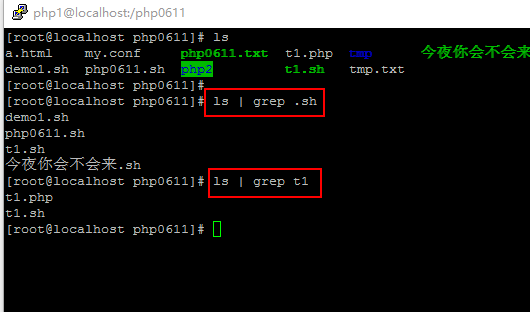 php1@localhost:/php0611
[root@localhost php0611]# ls
a.html my.conf php0611.txt t1.php tmp 今夜你会不会来
demo1.sh php0611.sh php2 t1.sh tmp.txt
[root@localhost php0611]#
[root@localhost php0611]# ls | grep .sh
demo1.sh
php0611.sh
t1.sh
今夜你会不会来.sh
[root@localhost php0611]# ls | grep t1
t1.php
t1.sh
[root@localhost php0611]#